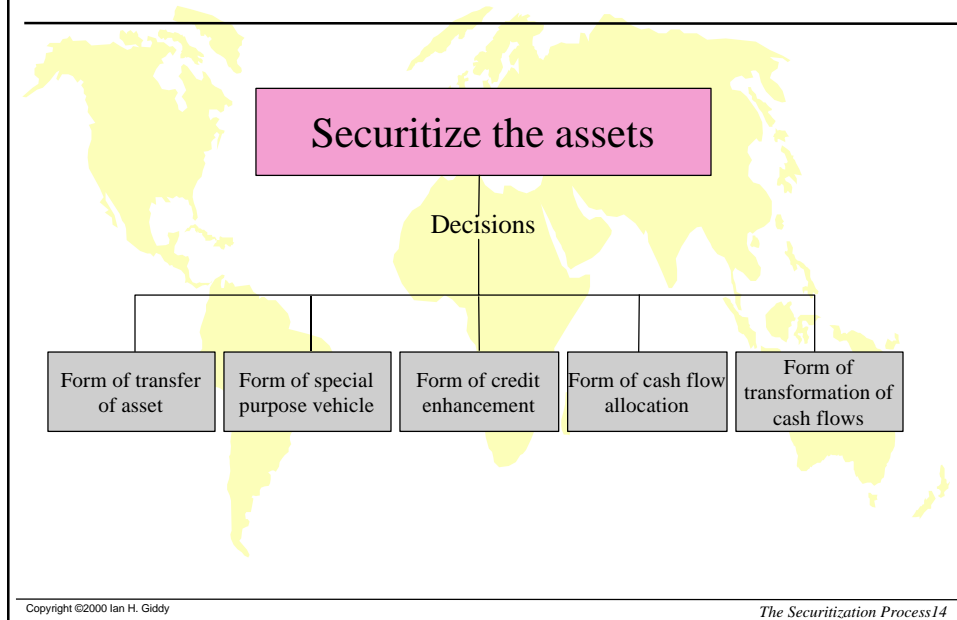 Securitize the assets
Decisions
Form of transfer
of asset
Form of special
purpose vehicle
Form of credit
enhancement
Form of cash flow
allocation
Form of
transformation of
cash flows
Copyright ©2000 Ian H. Giddy
The Securitization Process14